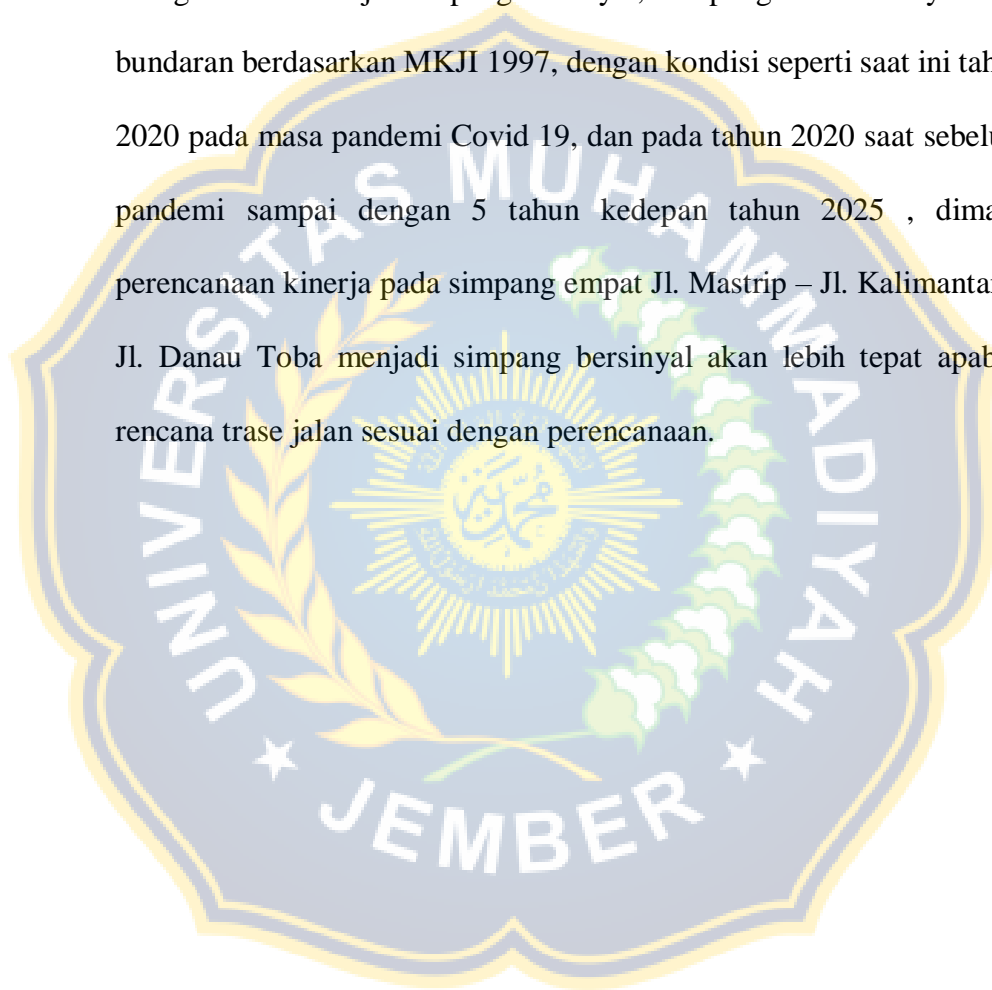 bundaran berdasarkan MKJI 1997, dengan kondisi seperti saat ini tah
2020 pada masa pandemi Covid 19, dan pada tahun 2020 saat sebelu
pandemi sampai dengan 5 tahun kedepan tahun 2025 , dima
perencanaan kinerja pada simpang empat Jl. Mastrip – Jl. Kalimantan
Jl. Danau Toba menjadi simpang bersinyal akan lebih tepat apab
rencana trase jalan sesuai dengan perencanaan.
UNIVERSITAS MUHAMMADIYAH
JEMBER